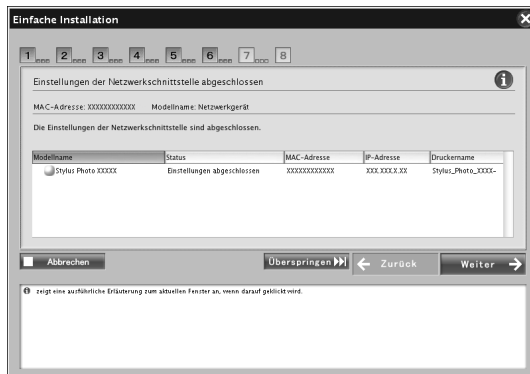 Einfache Installation
1 2 3 4 5 6 7 8
Einstellungen der Netzwerkschnittstelle abgeschlossen
MAC-Adresse: XXXXXXXXXXXX Modellname: Netzwerkgerät
Die Einstellungen der Netzwerkschnittstelle sind abgeschlossen.
Modellname Status MAC-Adresse IP-Adresse Druckername
Stylus Photo XXXXX Einstellungen abgeschlossen XXXXXXXXXXXX XXX.XXX.X.XX Stylus_Photo_XXXX-
Abbrechen Überspringen Zurück Weiter
zeigt eine ausführliche Erläuterung zum aktuellen Fenster an, wenn darauf geklickt wird.